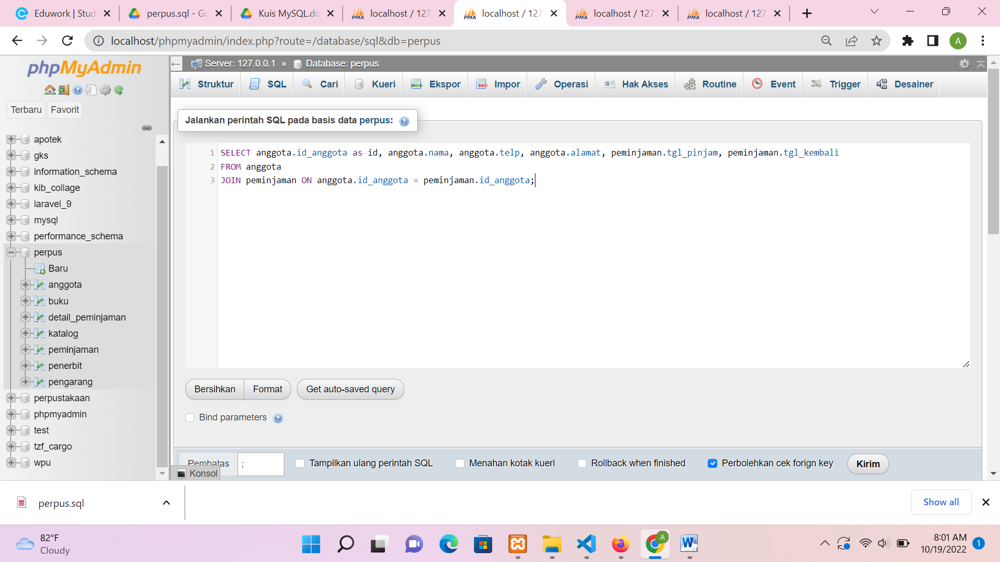 Eduwork | Stud
perpus.sql - Go
Kuis MySQL.do
localhost / 127
localhost / 127
localhost / 127
localhost / 127
localhost/phpmyadmin/index.php?route=/database/sql&db=perpus
A
phpMyAdmin
Terbaru
Favorit
apotek
gks
information_schema
kib_collage
laravel_9
mysql
performance_schema
perpus
Baru
anggota
buku
detail_peminjaman
katalog
peminjaman
penerbit
pengarang
perpustakaan
phpmyadmin
test
tzf_cargo
wpu
Server: 127.0.0.1 » Database: perpus
Struktur
SQL
Cari
Kueri
Ekspor
Impor
Operasi
Hak Akses
Routine
Event
Trigger
Desainer
Jalankan perintah SQL pada basis data perpus:
1 SELECT anggota.id_anggota as id, anggota.nama, anggota.telp, anggota.alamat, peminjaman.tgl_pinjam, peminjaman.tgl_kembali
2 FROM anggota
3 JOIN peminjaman ON anggota.id_anggota = peminjaman.id_anggota;
Bersihkan
Format
Get auto-saved query
Bind parameters
Pembatas
;
Tampilkan ulang perintah SQL
Menahan kotak kueri
Rollback when finished
Perbolehkan cek forign key
Kirim
Konsol
perpus.sql
Show all
82°F
Cloudy
A
8:01 AM
10/19/2022
1